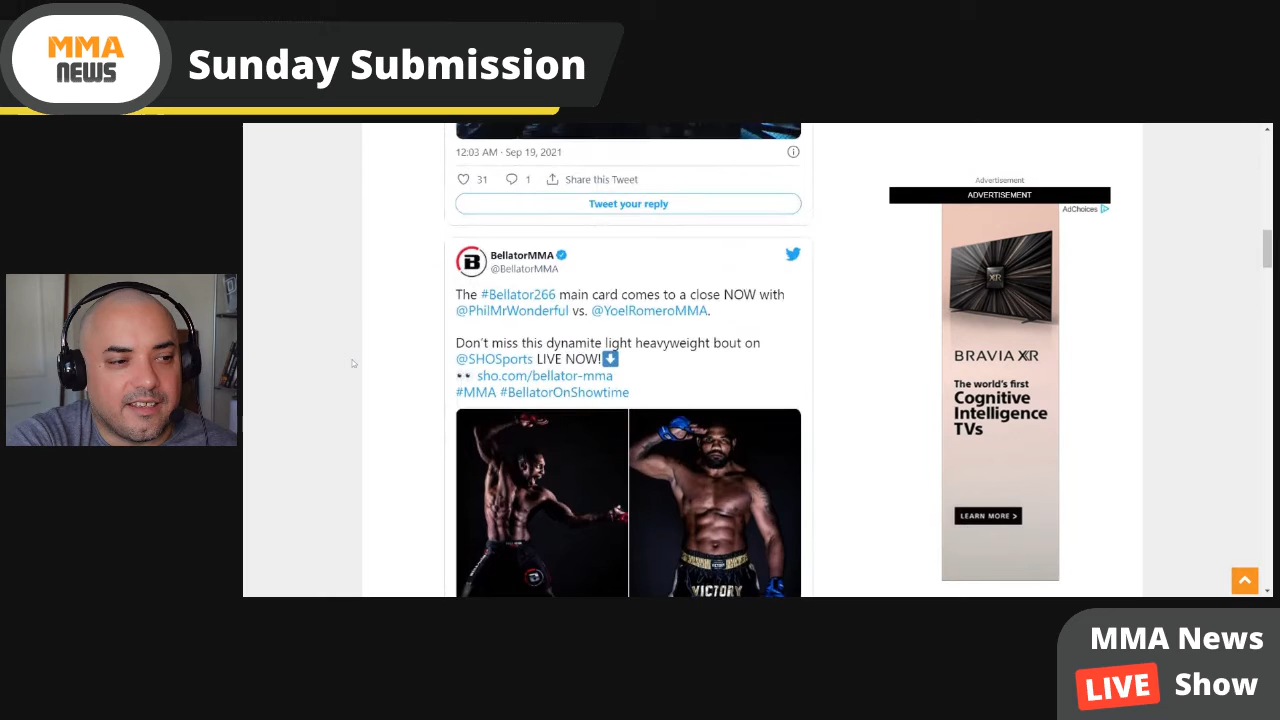 MMA
NEWS
Sunday Submission
12:03 AM · Sep 19, 2021
31
1
Share this Tweet
Tweet your reply
BellatorMMA
@BellatorMMA
The #Bellator266 main card comes to a close NOW with
@PhilMrWonderful vs. @YoelRomeroMMA.
Don't miss this dynamite light heavyweight bout on
@SHOSports LIVE NOW!⬇️
👀 sho.com/bellator-mma
#MMA #BellatorOnShowtime
VICTORY
Advertisement
ADVERTISEMENT
AdChoices
XR
BRAVIA XR
The world's first
Cognitive
Intelligence
TVs
LEARN MORE >
MMA News
LIVE Show